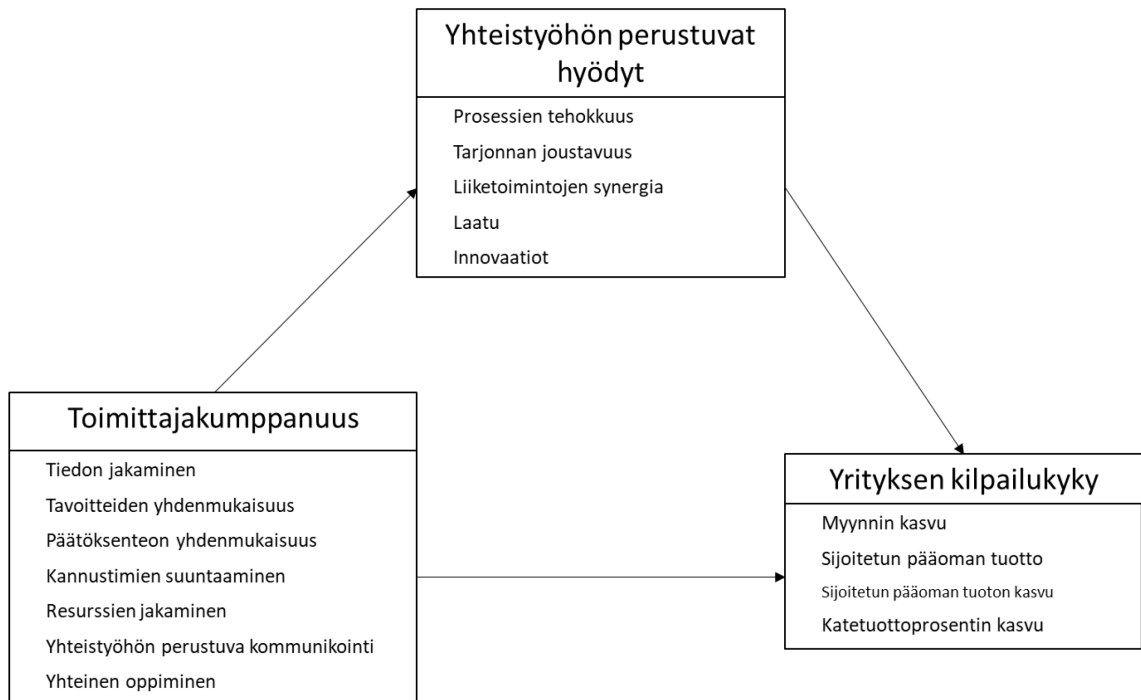 Yhteistyöhön perustuvat
hyödyt
Prosessien tehokkuus
Tarjonnan joustavuus
Liiketoimintojen synergia
Laatu
Innovaatiot
Toimittajakumppanuus
Tiedon jakaminen
Tavoitteiden yhdenmukaisuus
Päätöksenteon yhdenmukaisuus
Kannustimien suuntaaminen
Resurssien jakaminen
Yhteistyöhön perustuva kommunikointi
Yhteinen oppiminen
Yrityksen kilpailukyky
Myynnin kasvu
Sijoitetun pääoman tuotto
Sijoitetun pääoman tuoton kasvu
Katetuottoprosentin kasvu